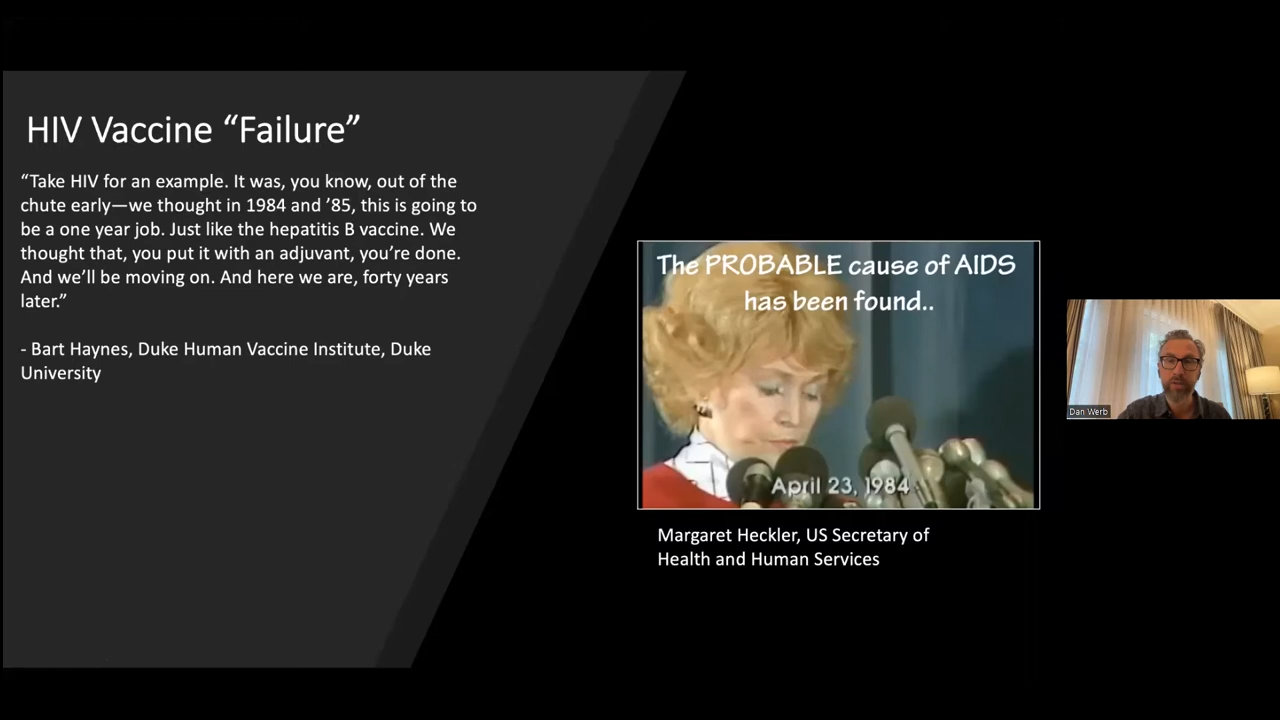 HIV Vaccine “Failure”
“Take HIV for an example. It was, you know, out of the
chute early—we thought in 1984 and ’85, this is going to
be a one year job. Just like the hepatitis B vaccine. We
thought that, you put it with an adjuvant, you’re done.
And we’ll be moving on. And here we are, forty years
later.”
- Bart Haynes, Duke Human Vaccine Institute, Duke
University
The PROBABLE cause of AIDS
has been found..
April 23, 1984
Margaret Heckler, US Secretary of
Health and Human Services
Dan Werb